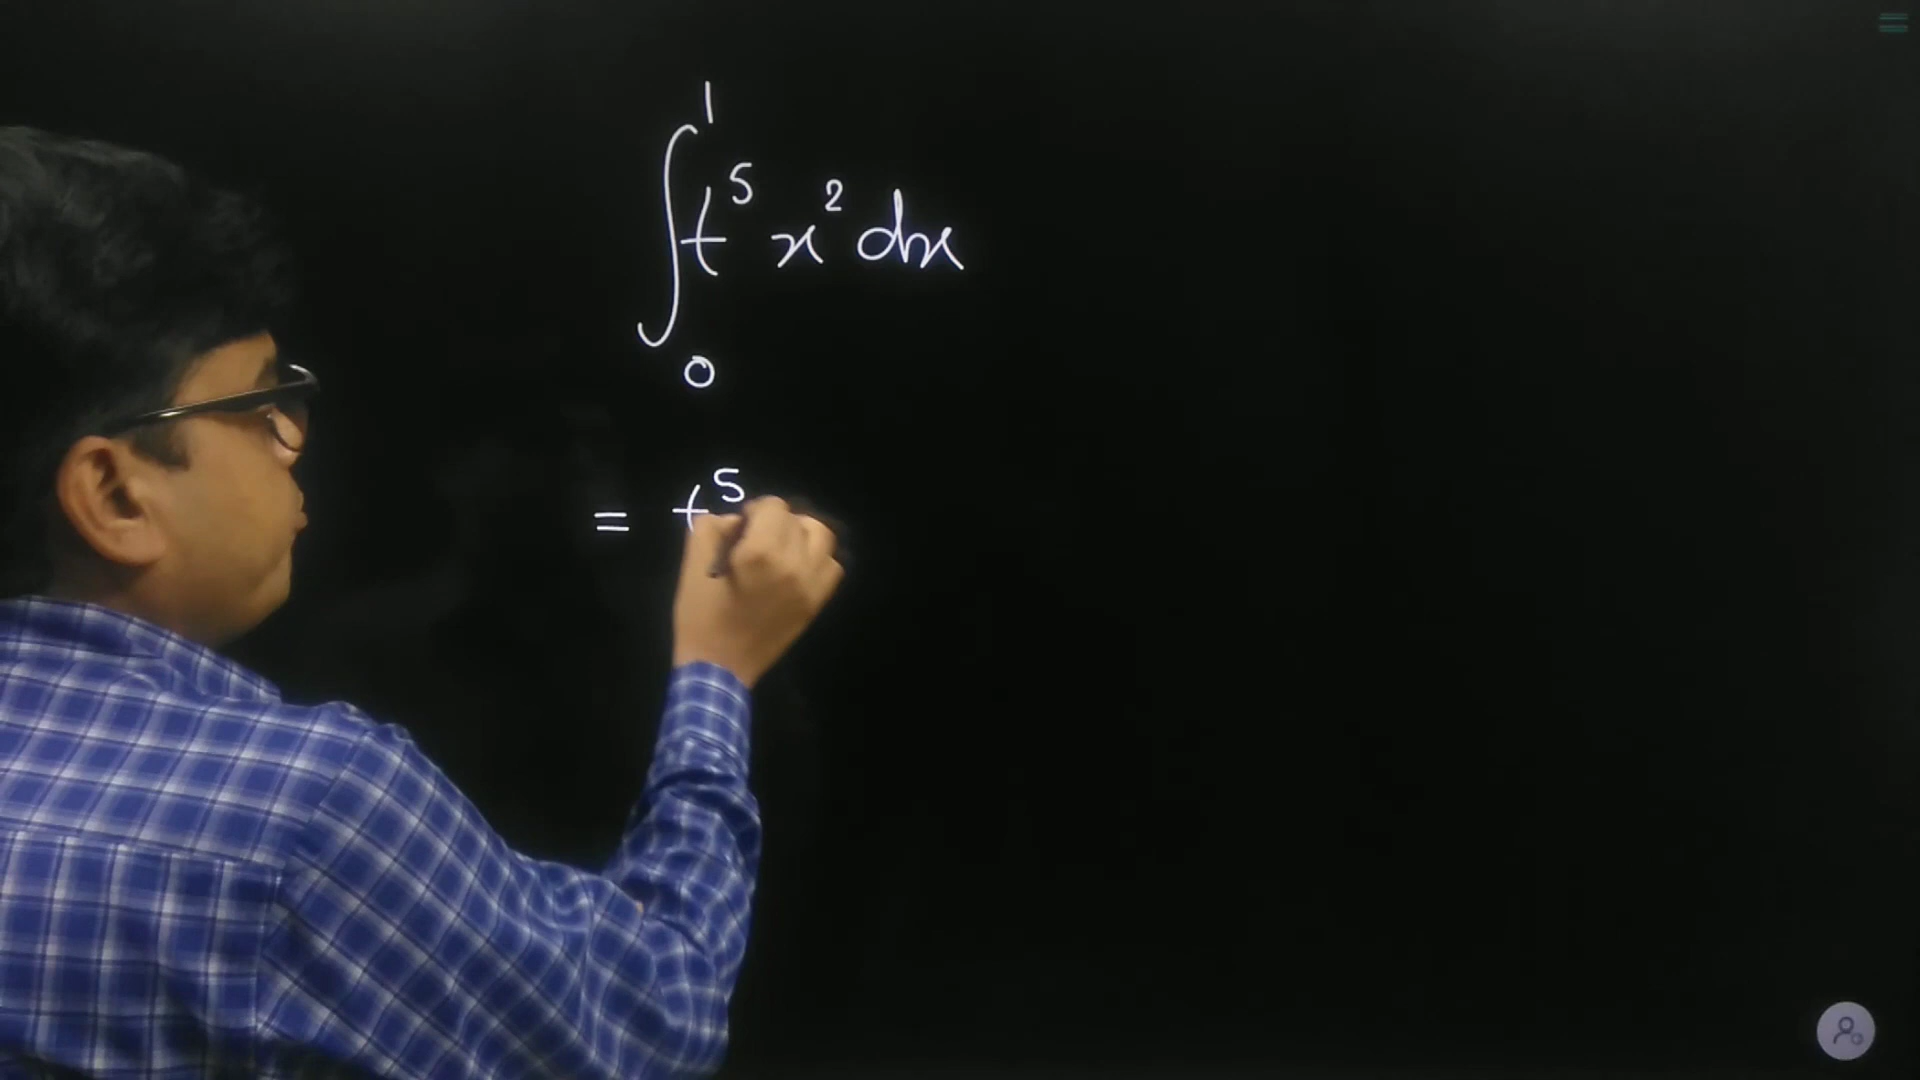 ∫₀¹ t⁵ x² dx
= t⁵